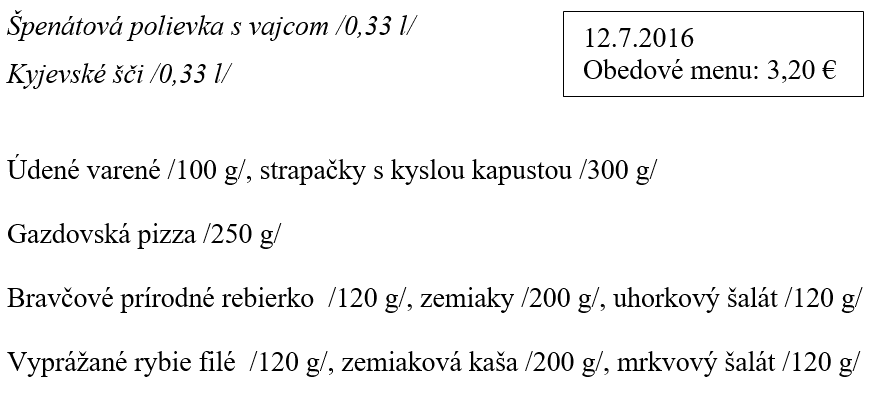 Špenátová polievka s vajcom /0,33 l/
Kyjevské šči /0,33 l/
12.7.2016
Obedové menu: 3,20 €
Údené varené /100 g/, strapačky s kyslou kapustou /300 g/
Gazdovská pizza /250 g/
Bravčové prírodné rebierko  /120 g/, zemiaky /200 g/, uhorkový šalát /120 g/
Vyprážané rybie filé  /120 g/, zemiaková kaša /200 g/, mrkvový šalát /120 g/